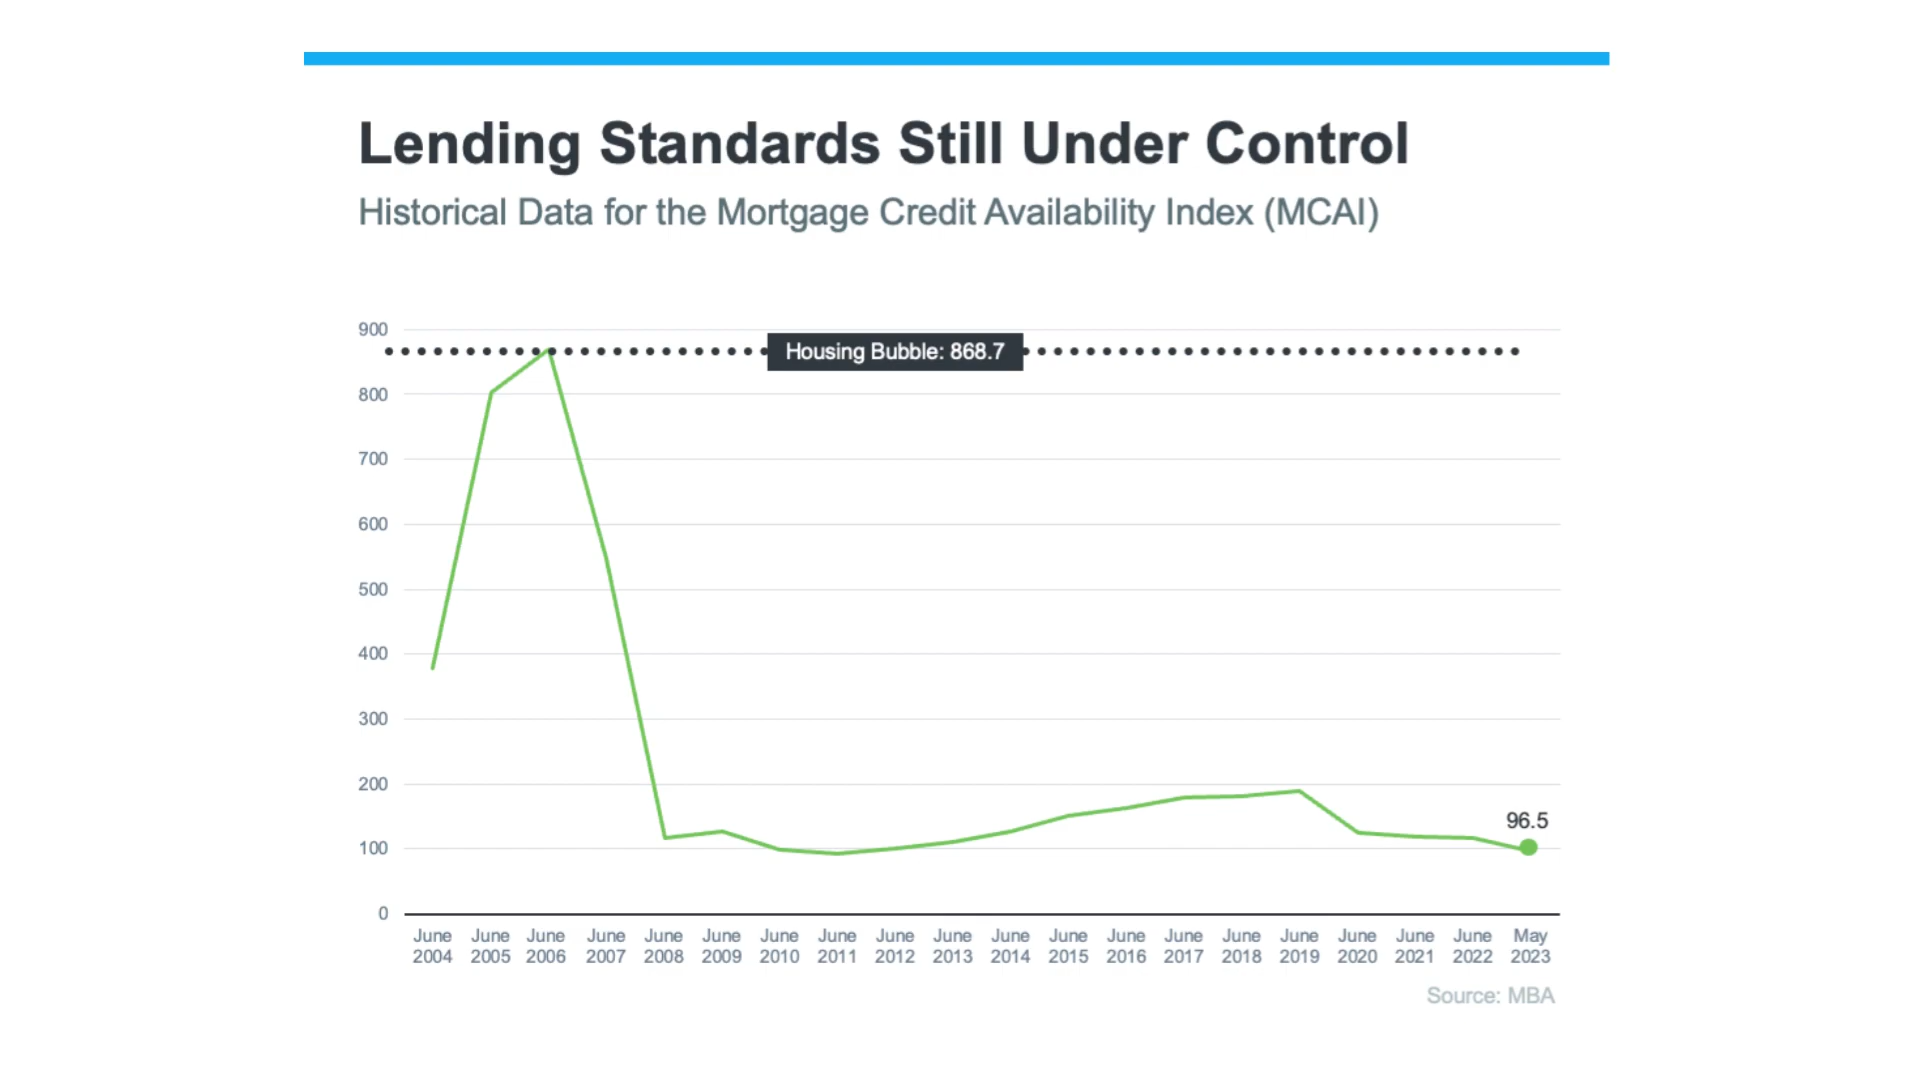 Lending Standards Still Under Control
Historical Data for the Mortgage Credit Availability Index (MCAI)
900
Housing Bubble: 868.7
800
700
600
500
400
300
200
96.5
100
0
June June June June June June June June June June June June June June June June June June June May
2004 2005 2006 2007 2008 2009 2010 2011 2012 2013 2014 2015 2016 2017 2018 2019 2020 2021 2022 2023
Source: MBA